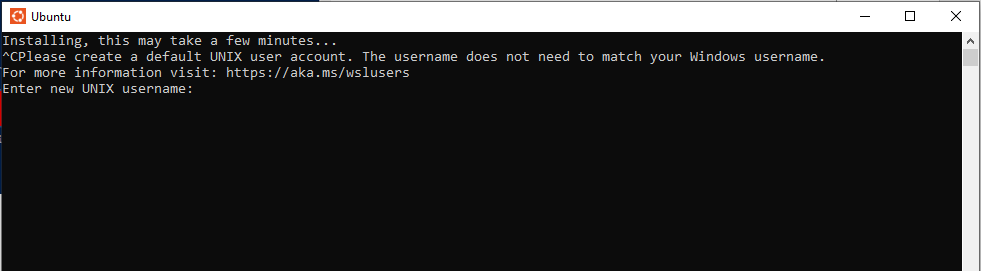 Ubuntu
Installing, this may take a few minutes...
^CPlease create a default UNIX user account. The username does not need to match your Windows username.
For more information visit: https://aka.ms/wslusers
Enter new UNIX username: